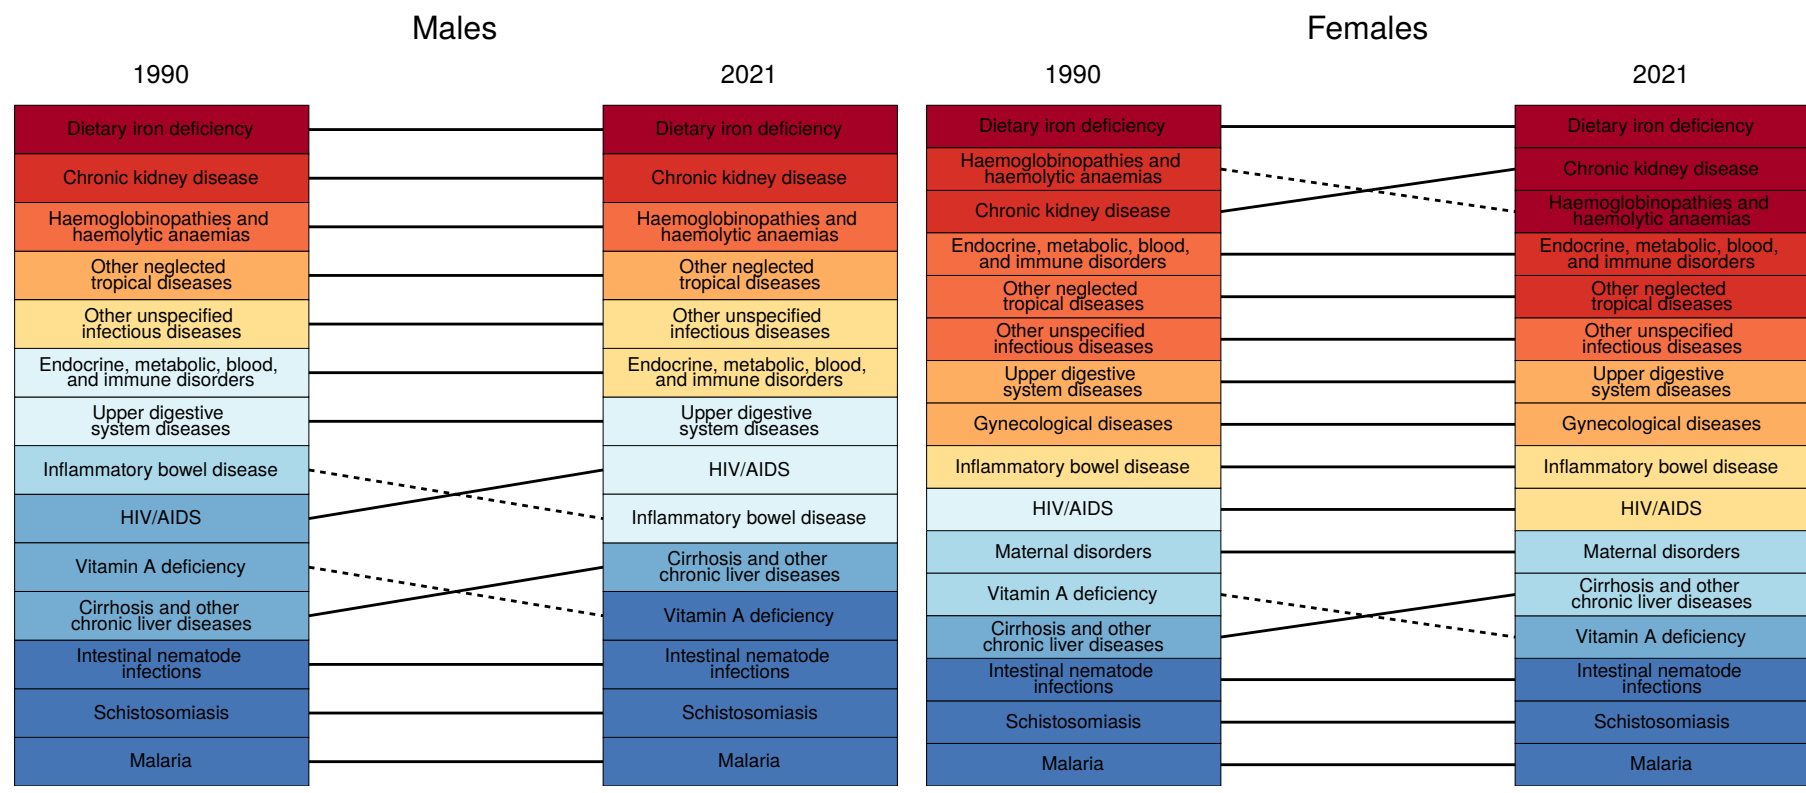 Males
1990
2021
Dietary iron deficiency
Chronic kidney disease
Haemoglobinopathies and
haemolytic anaemias
Other neglected
tropical diseases
Other unspecified
infectious diseases
Endocrine, metabolic, blood,
and immune disorders
Upper digestive
system diseases
Inflammatory bowel disease
HIV/AIDS
Vitamin A deficiency
Cirrhosis and other
chronic liver diseases
Intestinal nematode
infections
Schistosomiasis
Malaria
Dietary iron deficiency
Chronic kidney disease
Haemoglobinopathies and
haemolytic anaemias
Other neglected
tropical diseases
Other unspecified
infectious diseases
Endocrine, metabolic, blood,
and immune disorders
Upper digestive
system diseases
HIV/AIDS
Inflammatory bowel disease
Cirrhosis and other
chronic liver diseases
Vitamin A deficiency
Intestinal nematode
infections
Schistosomiasis
Malaria
Females
1990
2021
Dietary iron deficiency
Haemoglobinopathies and
haemolytic anaemias
Chronic kidney disease
Endocrine, metabolic, blood,
and immune disorders
Other neglected
tropical diseases
Other unspecified
infectious diseases
Upper digestive
system diseases
Gynecological diseases
Inflammatory bowel disease
HIV/AIDS
Maternal disorders
Vitamin A deficiency
Cirrhosis and other
chronic liver diseases
Intestinal nematode
infections
Schistosomiasis
Malaria
Dietary iron deficiency
Chronic kidney disease
Haemoglobinopathies and
haemolytic anaemias
Endocrine, metabolic, blood,
and immune disorders
Other neglected
tropical diseases
Other unspecified
infectious diseases
Upper digestive
system diseases
Gynecological diseases
Inflammatory bowel disease
HIV/AIDS
Maternal disorders
Cirrhosis and other
chronic liver diseases
Vitamin A deficiency
Intestinal nematode
infections
Schistosomiasis
Malaria